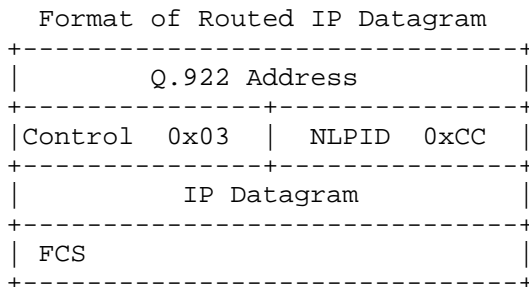 Format of Routed IP Datagram
+-------------------------------+
| Q.922 Address |
+---------------+---------------+
|Control 0x03 | NLPID 0xCC |
+---------------+---------------+
| IP Datagram |
+-------------------------------+
| FCS |
+-------------------------------+